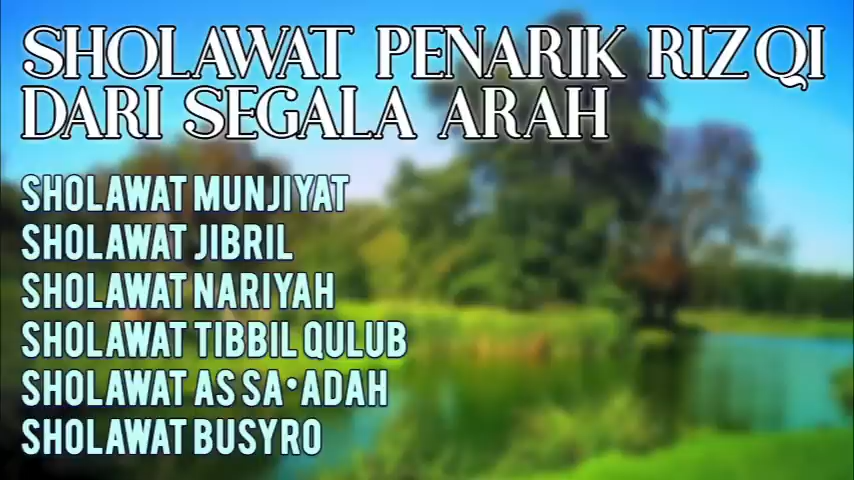 SHOLAWAT PENARIK RIZQI
DARI SEGALA ARAH
SHOLAWAT MUNJIYAT
SHOLAWAT JIBRIL
SHOLAWAT NARIYAH
SHOLAWAT TIBBIL QULUB
SHOLAWAT AS SA•ADAH
SHOLAWAT BUSYRO